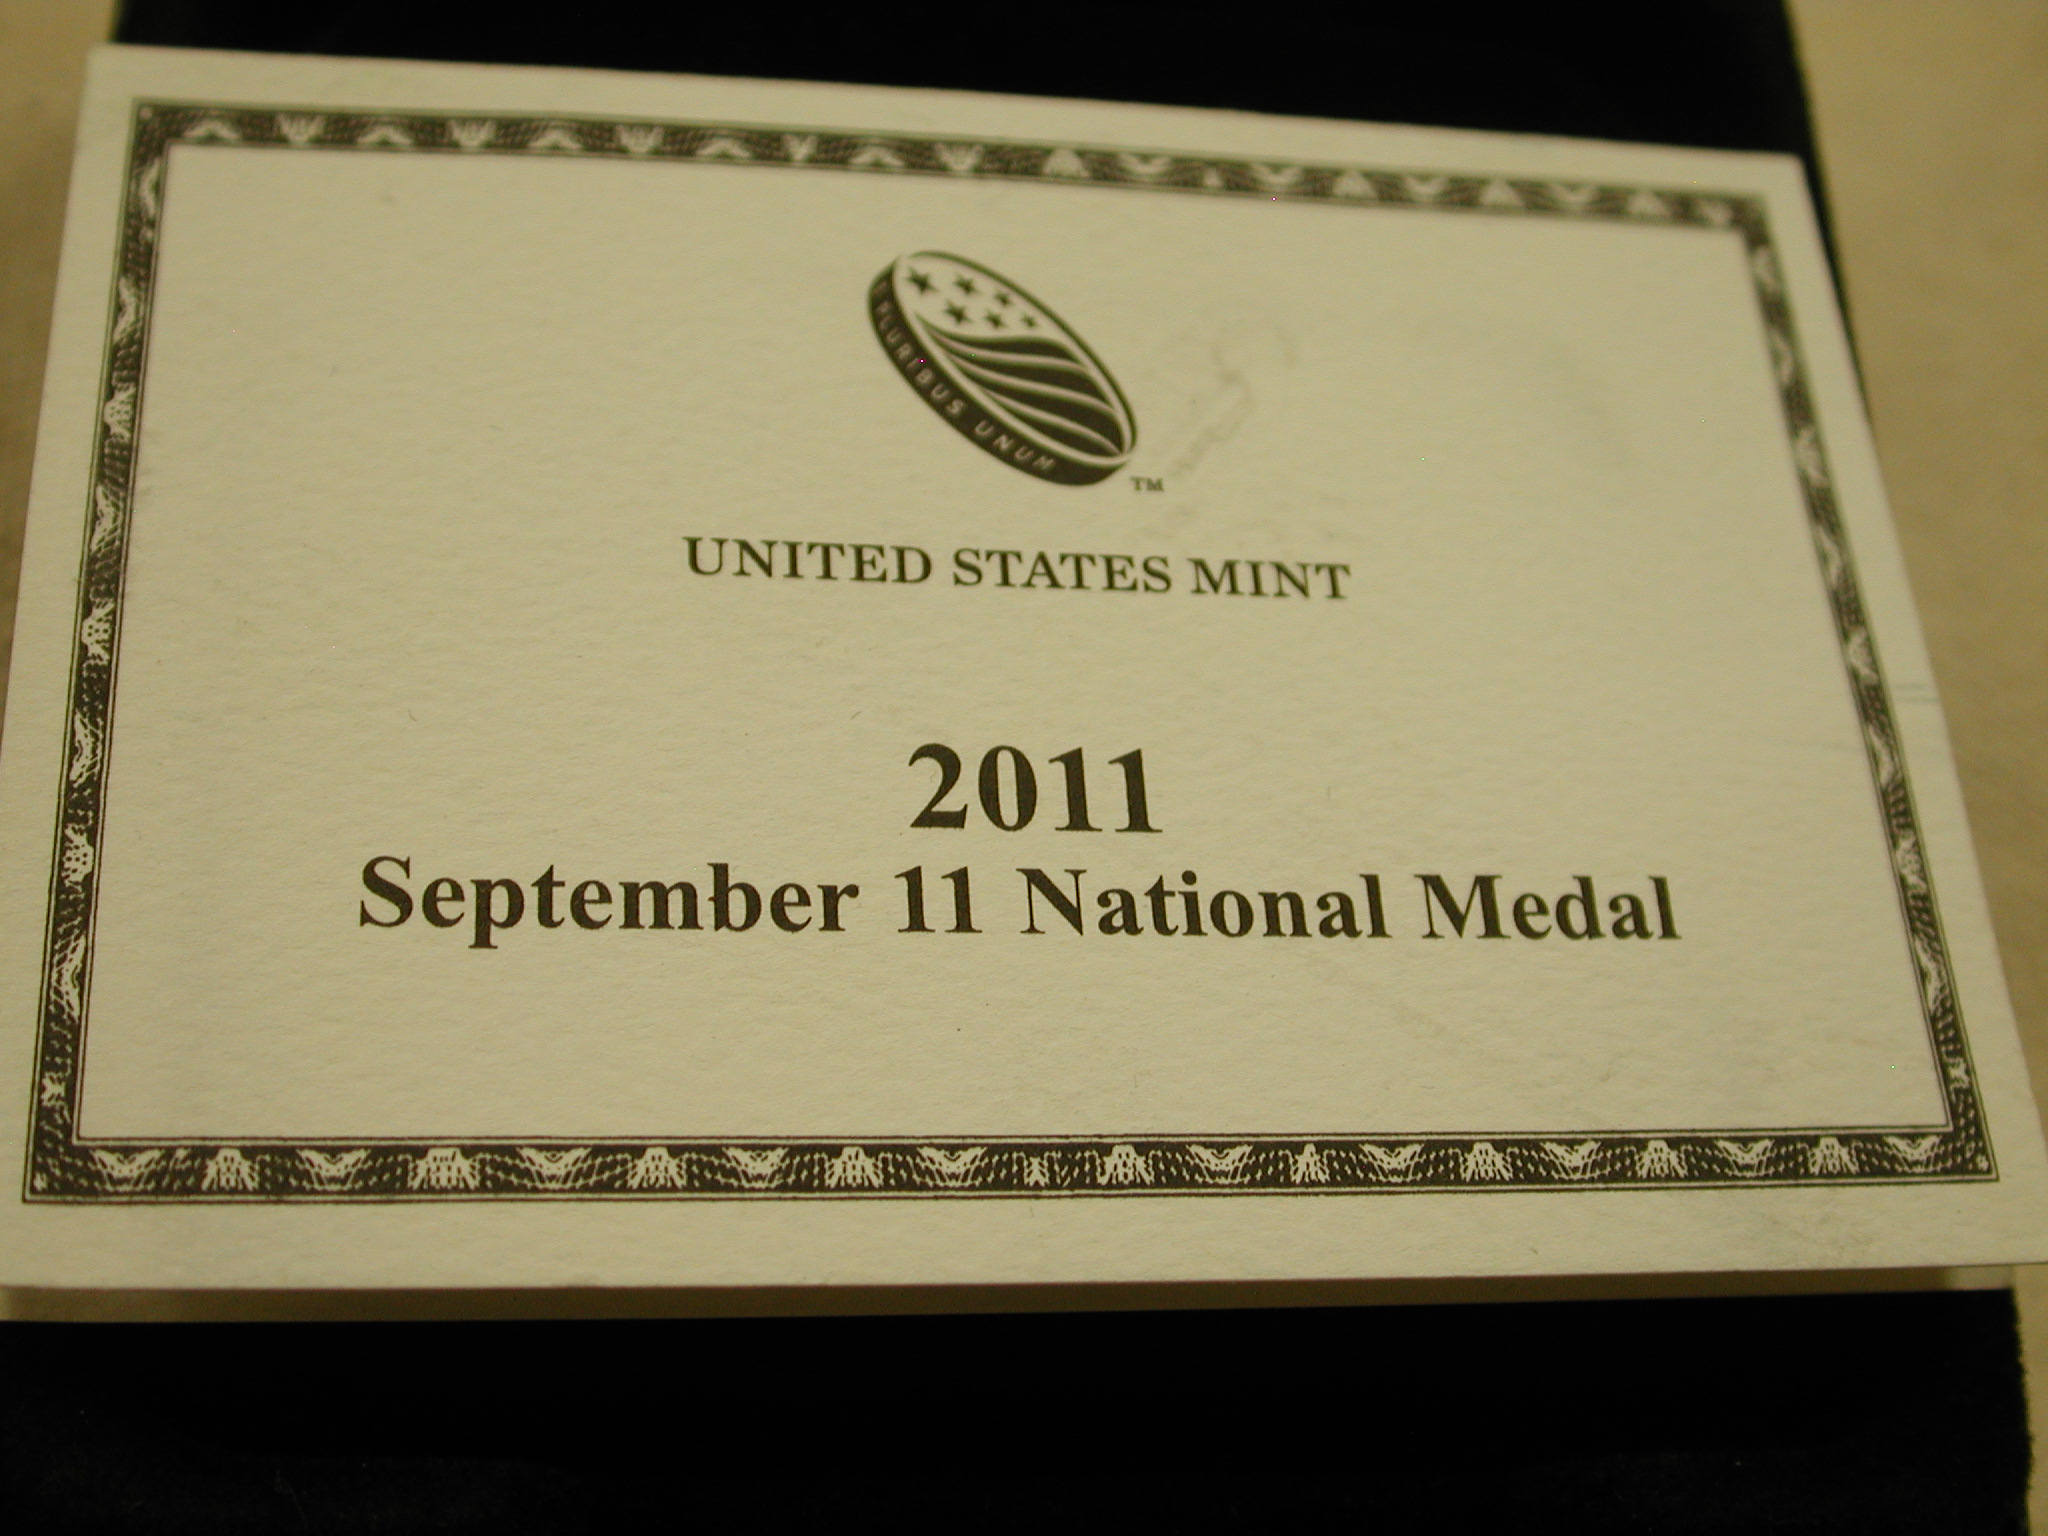 PLURIBUS UNUM
TM
UNITED STATES MINT
2011
September 11 National Medal